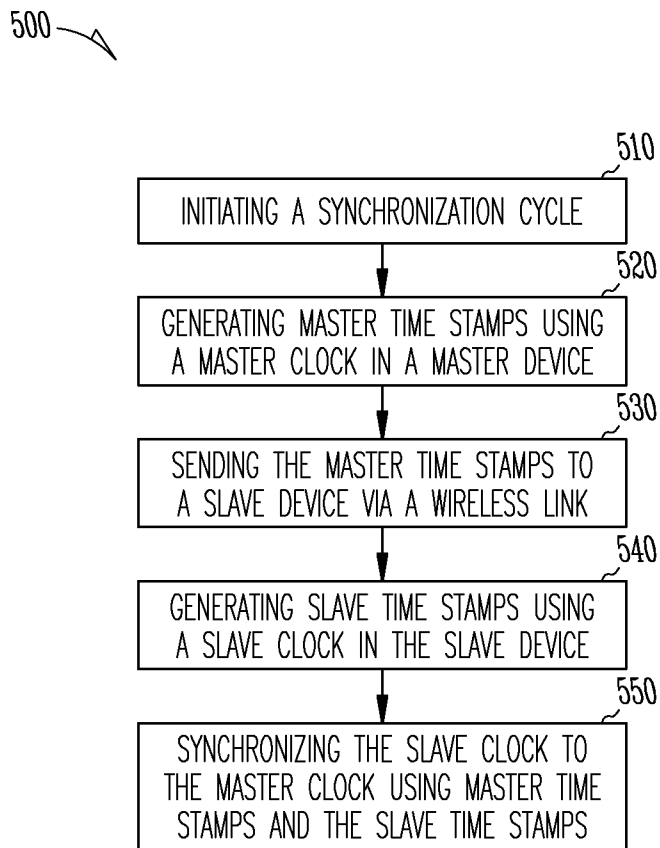 500
510
INITIATING A SYNCHRONIZATION CYCLE
520
GENERATING MASTER TIME STAMPS USING
A MASTER CLOCK IN A MASTER DEVICE
530
SENDING THE MASTER TIME STAMPS TO
A SLAVE DEVICE VIA A WIRELESS LINK
540
GENERATING SLAVE TIME STAMPS USING
A SLAVE CLOCK IN THE SLAVE DEVICE
550
SYNCHRONIZING THE SLAVE CLOCK TO
THE MASTER CLOCK USING MASTER TIME
STAMPS AND THE SLAVE TIME STAMPS